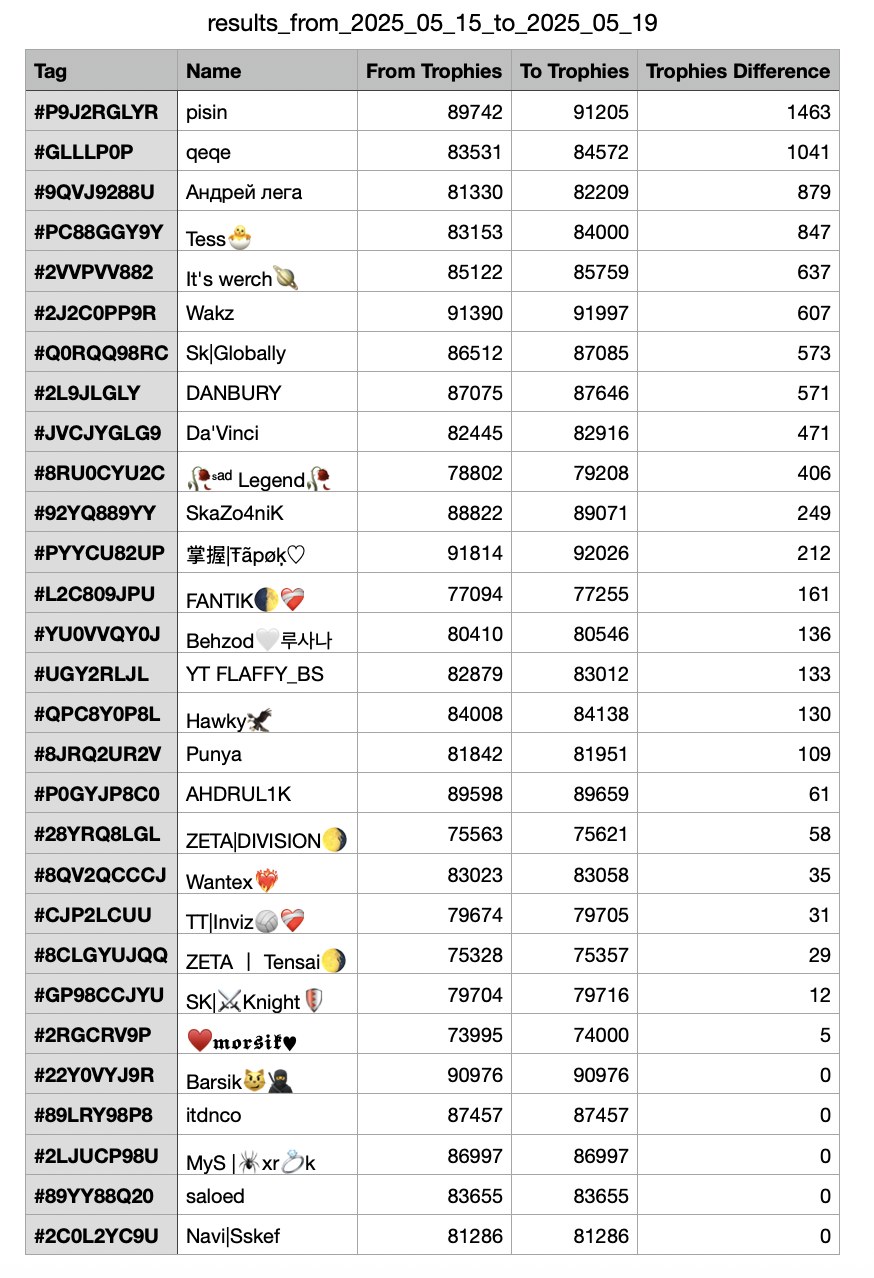 results_from_2025_05_15_to_2025_05_19
Tag Name From Trophies To Trophies Trophies Difference
#P9J2RGLYR pisin 89742 91205 1463
#GLLLP0P qeqe 83531 84572 1041
#9QVJ9288U Андрей лега 81330 82209 879
#PC88GGY9Y Tess🐣 83153 84000 847
#2VVPVV882 It's werch🪐 85122 85759 637
#2J2C0PP9R Wakz 91390 91997 607
#Q0RQQ98RC Sk|Globally 86512 87085 573
#2L9JLGLY DANBURY 87075 87646 571
#JVCJYGLG9 Da'Vinci 82445 82916 471
#8RU0CYU2C 🥀ˢᵃᵈ Legend🥀 78802 79208 406
#92YQ889YY SkaZo4niK 88822 89071 249
#PYYCU82UP 掌握|Ŧãpøķ♡ 91814 92026 212
#L2C809JPU FANTIK🌓❤️‍🩹 77094 77255 161
#YU0VVQY0J Behzod🤍루사나 80410 80546 136
#UGY2RLJL YT FLAFFY_BS 82879 83012 133
#QPC8Y0P8L Hawky🦅 84008 84138 130
#8JRQ2UR2V Punya 81842 81951 109
#P0GYJP8C0 AHDRUL1K 89598 89659 61
#28YRQ8LGL ZETA|DIVISION🌖 75563 75621 58
#8QV2QCCCJ Wantex❤️‍🔥 83023 83058 35
#CJP2LCUU TT|Inviz🏐❤️‍🩹 79674 79705 31
#8CLGYUJQQ ZETA | Tensai🌖 75328 75357 29
#GP98CCJYU SK|⚔️Knight🛡️ 79704 79716 12
#2RGCRV9P ❤️𝖒𝖔𝖗𝖘𝖎𝖐♥ 73995 74000 5
#22Y0VYJ9R Barsik😼🥷 90976 90976 0
#89LRY98P8 itdnco 87457 87457 0
#2LJUCP98U MyS |🕷️xr💍k 86997 86997 0
#89YY88Q20 saloed 83655 83655 0
#2C0L2YC9U Navi|Sskef 81286 81286 0